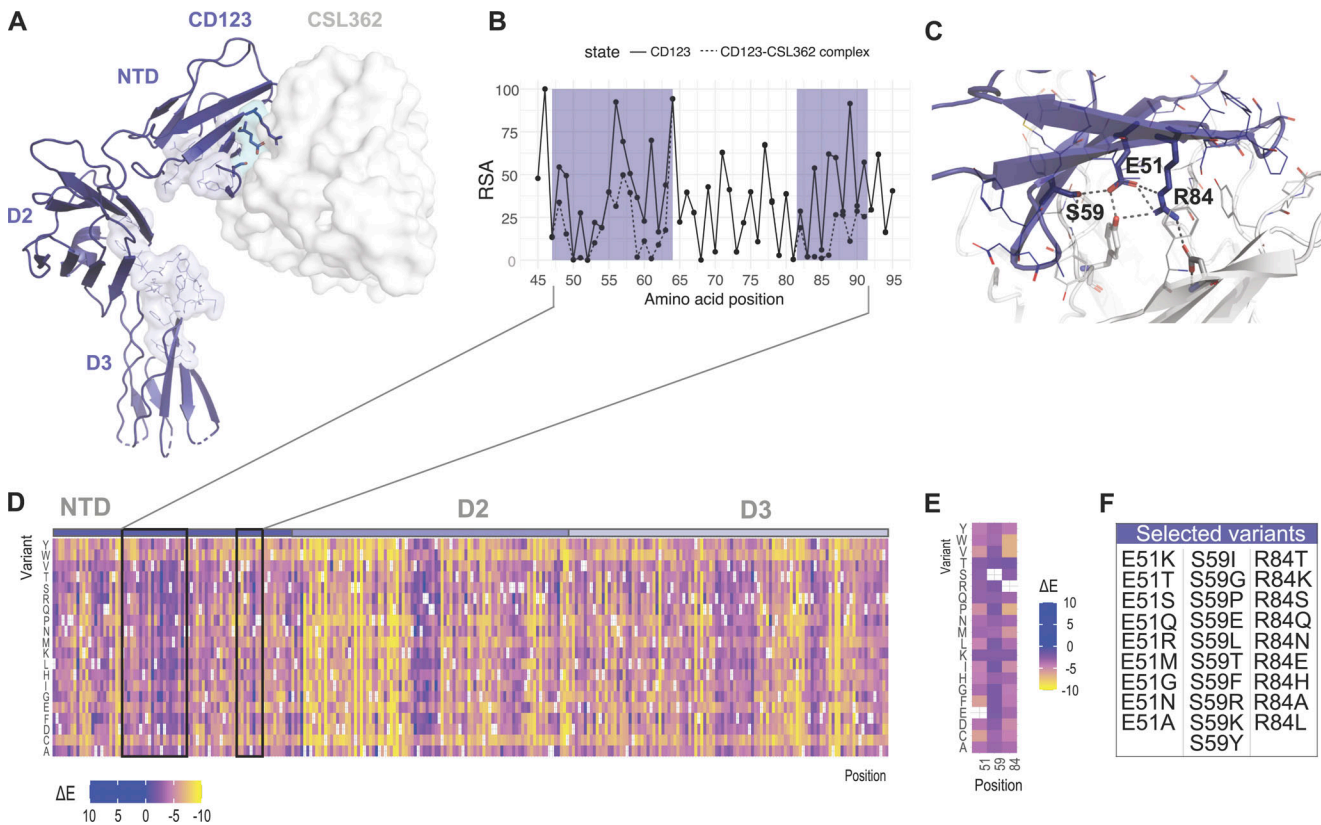 A
CD123
CSL362
NTD
D2
D3
B
state
CD123
CD123-CSL362 complex
RSA
100
75
50
25
0
45 50 55 60 65 70 75 80 85 90 95
Amino acid position
C
E51
S59
R84
D
NTD
D2
D3
Variant
Y
W
V
T
S
R
Q
P
N
M
K
L
H
I
G
E
F
D
C
A
Position
ΔE
10 5 0 -5 -10
E
Variant
Y
W
V
T
S
R
Q
P
N
M
L
K
I
H
G
F
E
D
C
A
51 59 84
Position
ΔE
10
5
0
-5
-10
F
Selected variants
E51K S59I R84T
E51T S59G R84K
E51S S59P R84S
E51Q S59E R84Q
E51R S59L R84N
E51M S59T R84E
E51G S59F R84H
E51N S59R R84A
E51A S59K R84L
S59Y